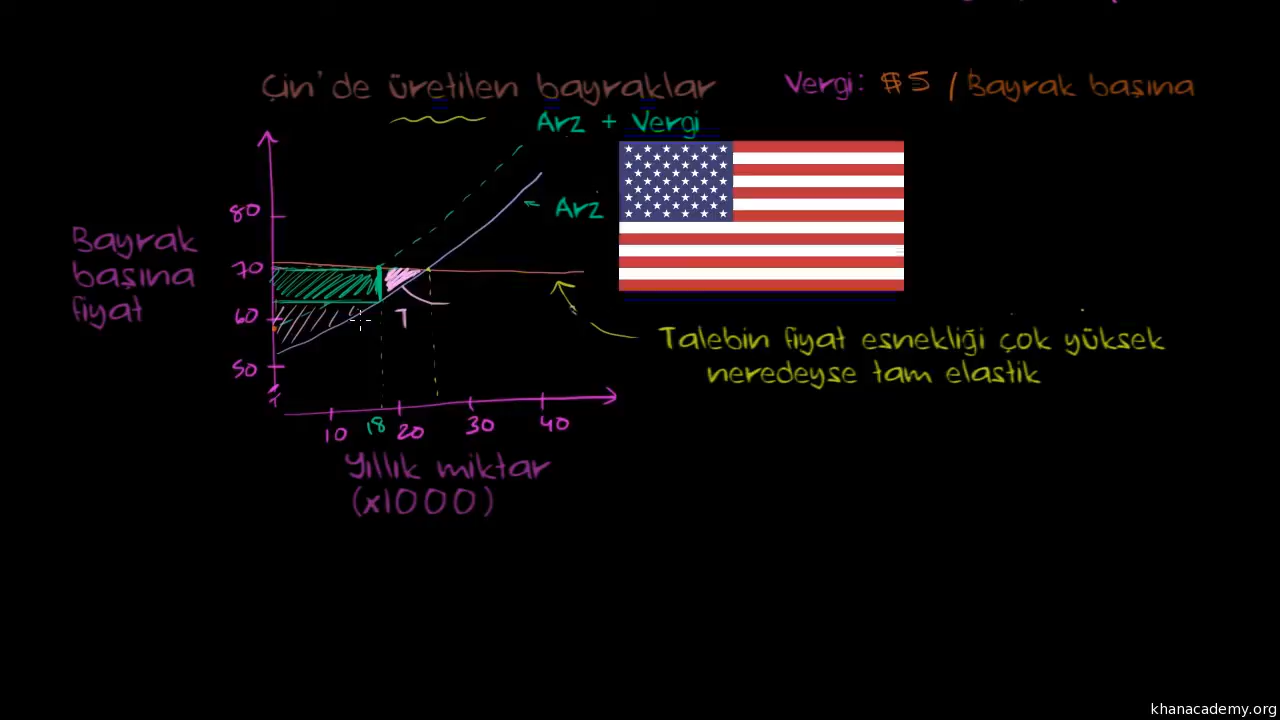 Çin'de üretilen bayraklar
Vergi: $5 / Bayrak başına
Arz + Vergi
Arz
80
70
60
50
Bayrak
başına
fiyat
Talebin fiyat esnekliği çok yüksek
neredeyse tam elastik
10 18 20 30 40
Yıllık miktar
(x1000)
khanacademy.org